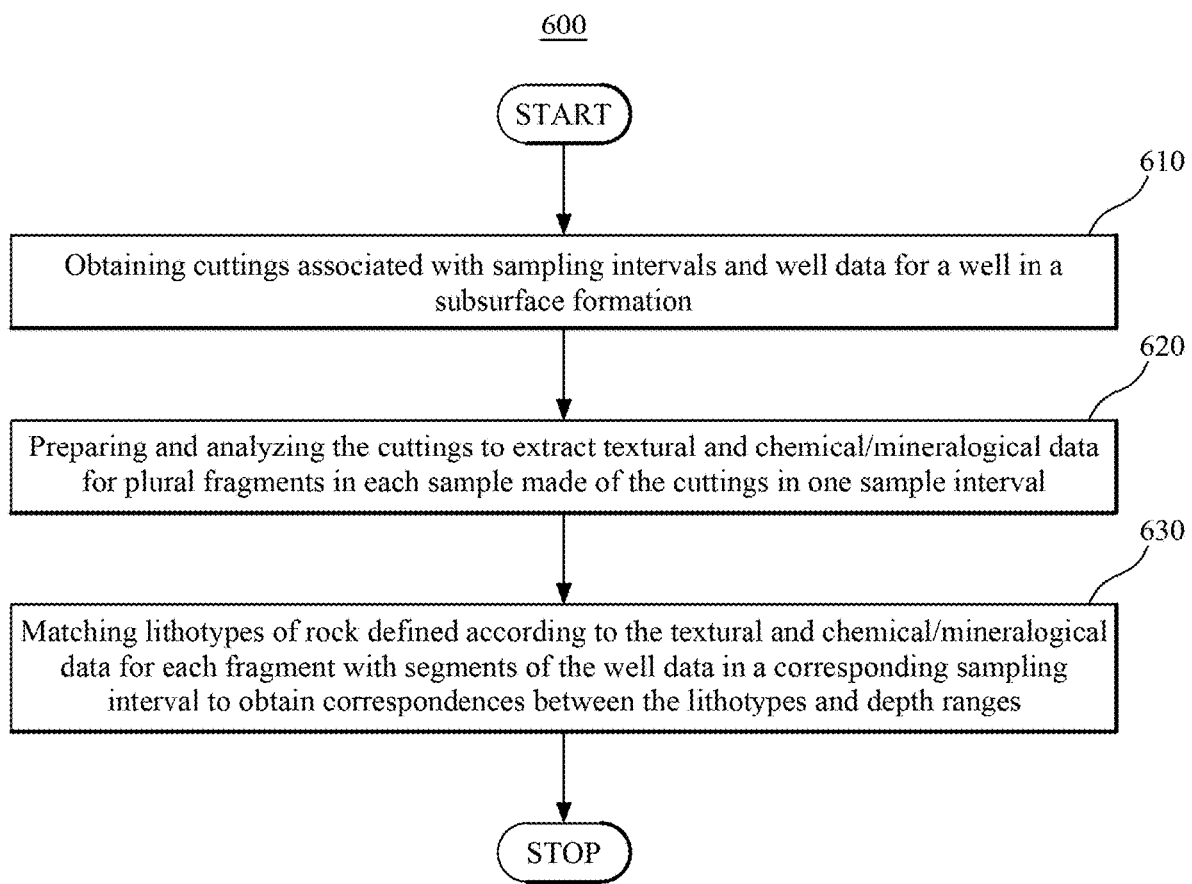 600
START
610
Obtaining cuttings associated with sampling intervals and well data for a well in a
subsurface formation
620
Preparing and analyzing the cuttings to extract textural and chemical/mineralogical data
for plural fragments in each sample made of the cuttings in one sample interval
630
Matching lithotypes of rock defined according to the textural and chemical/mineralogical
data for each fragment with segments of the well data in a corresponding sampling
interval to obtain correspondences between the lithotypes and depth ranges
STOP